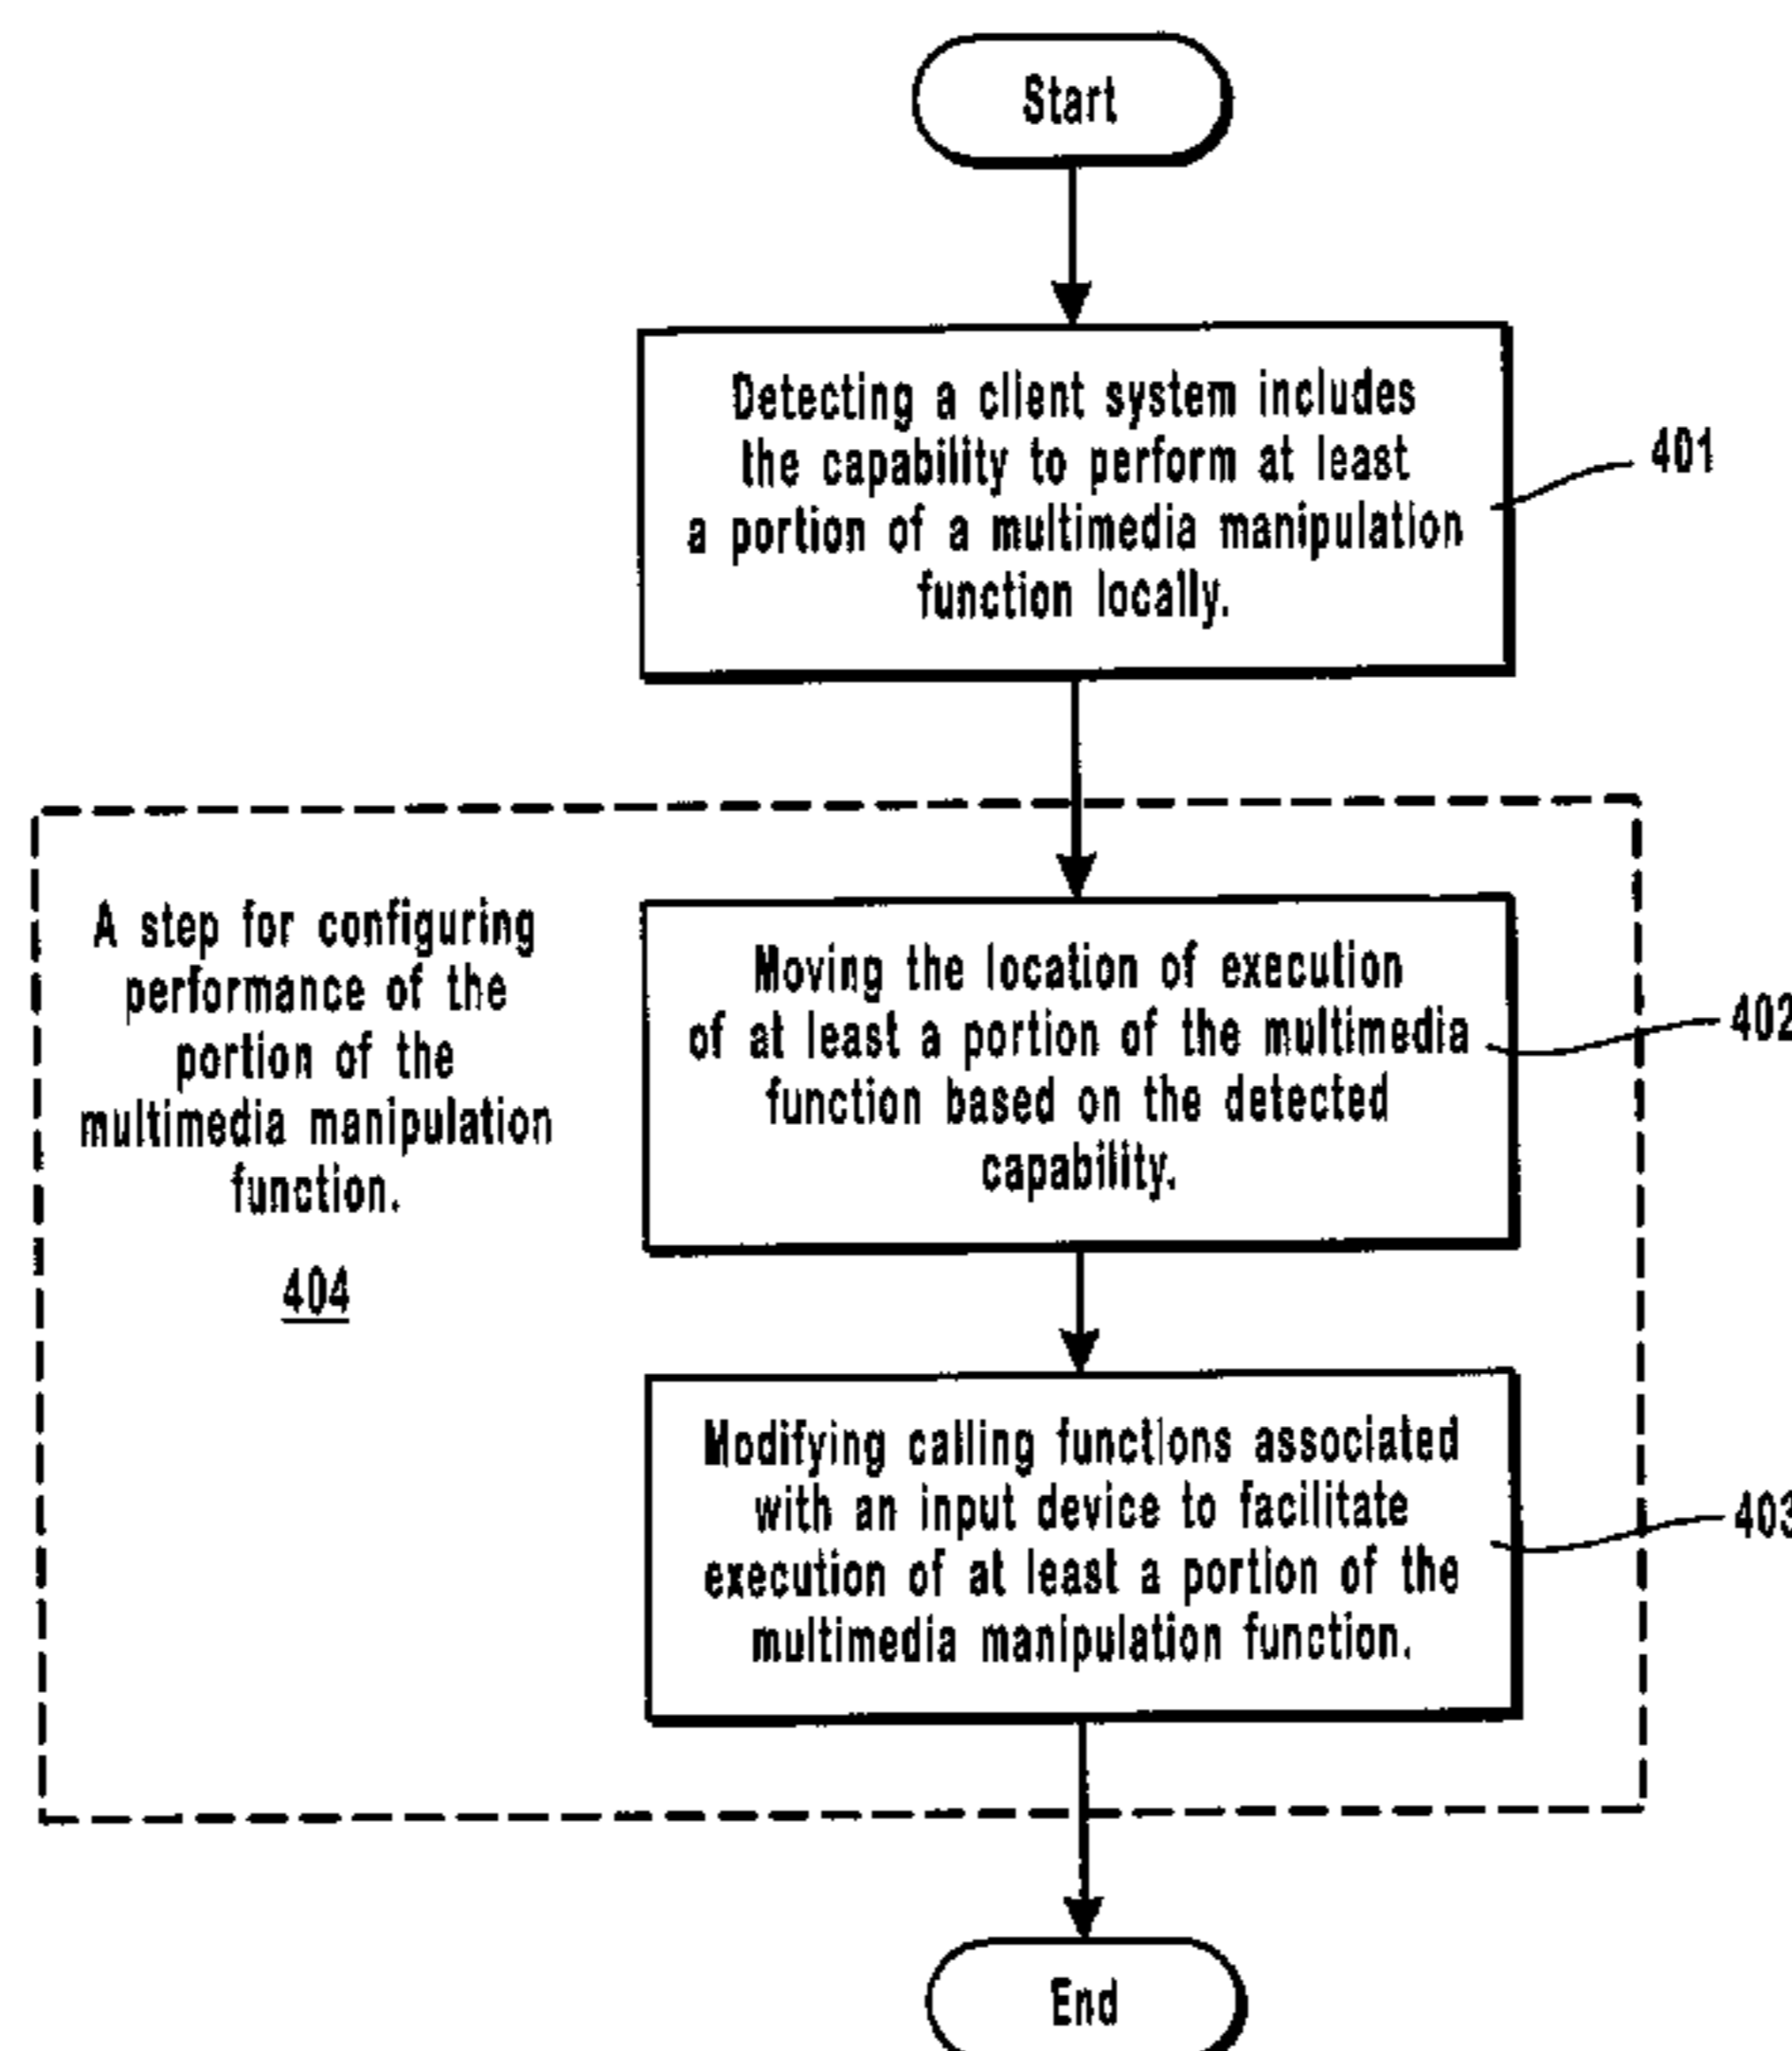 Start
Detecting a client system includes
the capability to perform at least
a portion of a multimedia manipulation
function locally.
401
A step for configuring
performance of the
portion of the
multimedia manipulation
function.
404
Moving the location of execution
of at least a portion of the multimedia
function based on the detected
capability.
402
Modifying calling functions associated
with an input device to facilitate
execution of at least a portion of the
multimedia manipulation function.
403
End